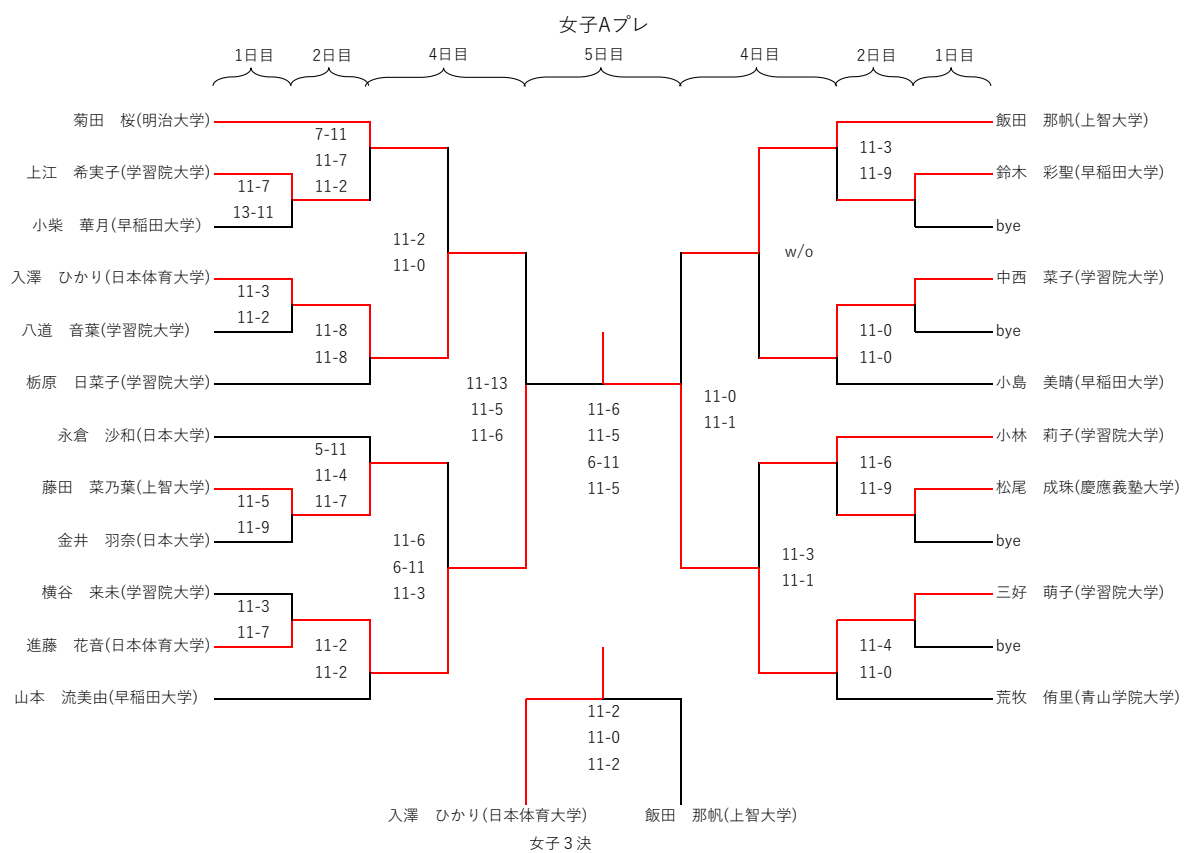 女子Aプレ
1日目
2日目
4日目
5日目
4日目
2日目
1日目
菊田　桜(明治大学)
7-11
11-7
11-2
上江　希実子(学習院大学)
11-7
13-11
小柴　華月(早稲田大学)
11-2
11-0
入澤　ひかり(日本体育大学)
11-3
11-2
八道　音葉(学習院大学)
11-8
11-8
栃原　日菜子(学習院大学)
11-13
11-5
11-6
永倉　沙和(日本大学)
5-11
11-4
11-7
藤田　菜乃葉(上智大学)
11-5
11-9
金井　羽奈(日本大学)
11-6
6-11
11-3
横谷　来未(学習院大学)
11-3
11-7
進藤　花音(日本体育大学)
11-2
11-2
山本　流美由(早稲田大学)
11-6
11-5
6-11
11-5
飯田　那帆(上智大学)
11-3
11-9
鈴木　彩聖(早稲田大学)
bye
w/o
中西　菜子(学習院大学)
bye
11-0
11-0
小島　美晴(早稲田大学)
11-0
11-1
小林　莉子(学習院大学)
11-6
11-9
松尾　成珠(慶應義塾大学)
bye
11-3
11-1
三好　萌子(学習院大学)
bye
11-4
11-0
荒牧　侑里(青山学院大学)
11-2
11-0
11-2
入澤　ひかり(日本体育大学)
飯田　那帆(上智大学)
女子３決